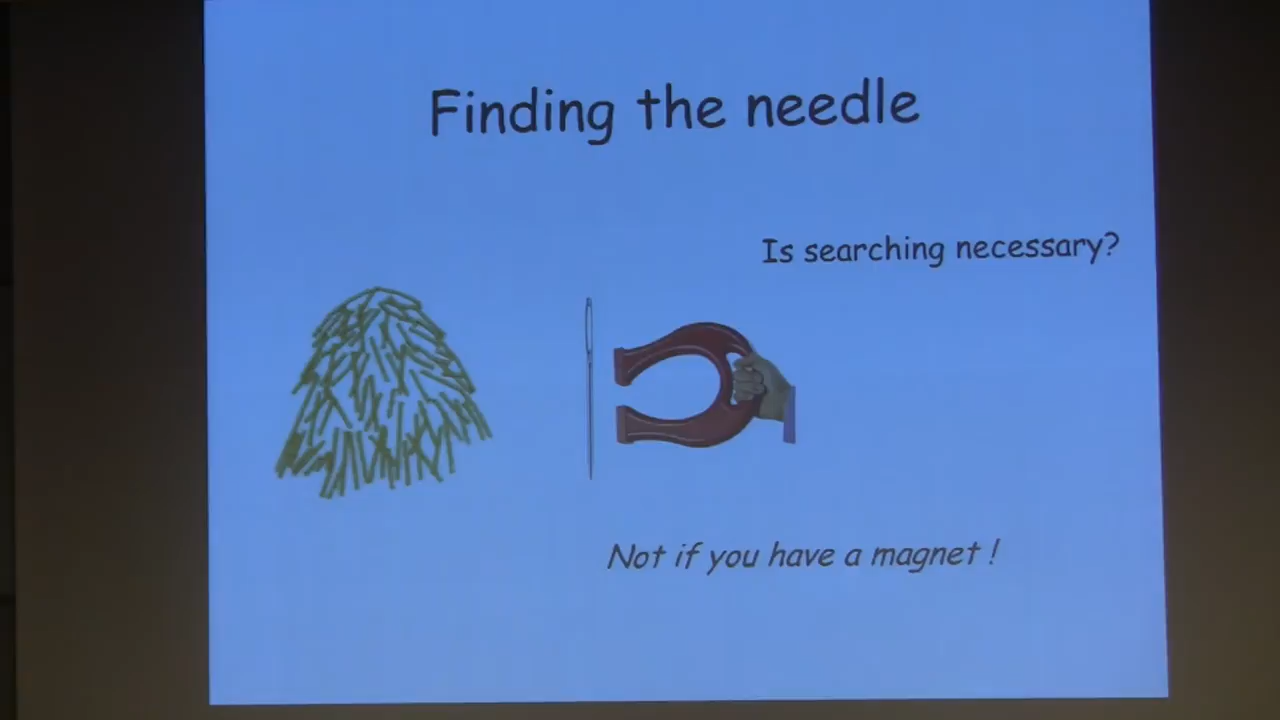 Finding the needle
Is searching necessary?
Not if you have a magnet !